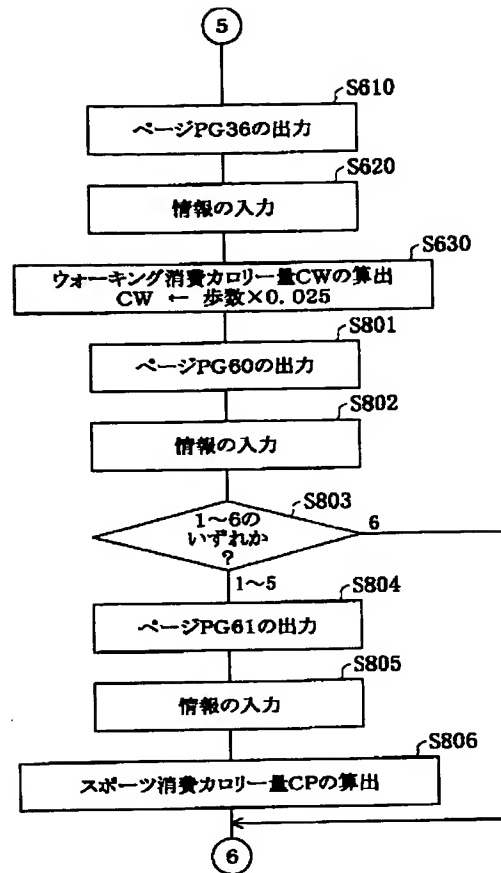 5
S610
ページPG36の出力
S620
情報の入力
S630
ウォーキング消費カロリー量CWの算出
CW ← 歩数×0.025
S801
ページPG60の出力
S802
情報の入力
S803
1～6の
いずれか
?
6
1～5
S804
ページPG61の出力
S805
情報の入力
S806
スポーツ消費カロリー量CPの算出
6